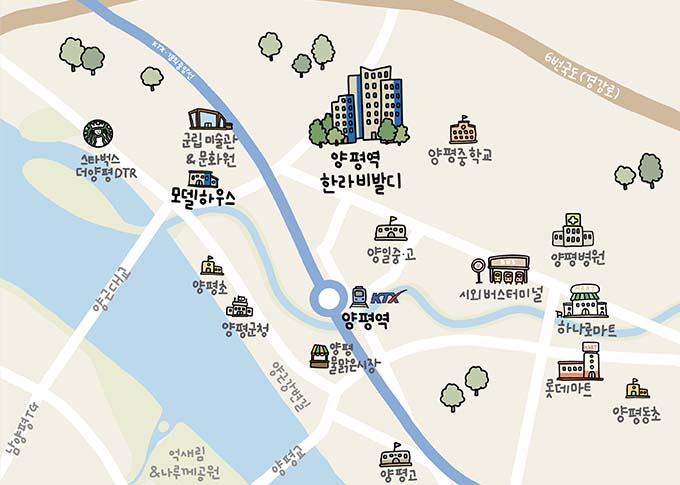 KTX·경의중앙선
6번국도(경강로)
스타벅스
더양평DTR
군립미술관
&문화원
모델하우스
양평역
한라비발디
양평중학교
양일중·고
양평병원
시외버스터미널
하나로마트
MART
롯데마트
양평동초
양근대교
양평초
양평군청
KTX
양평역
양평
물맑은시장
양근강변길
남양평TG
억새림
&나루께공원
양평교
양평고